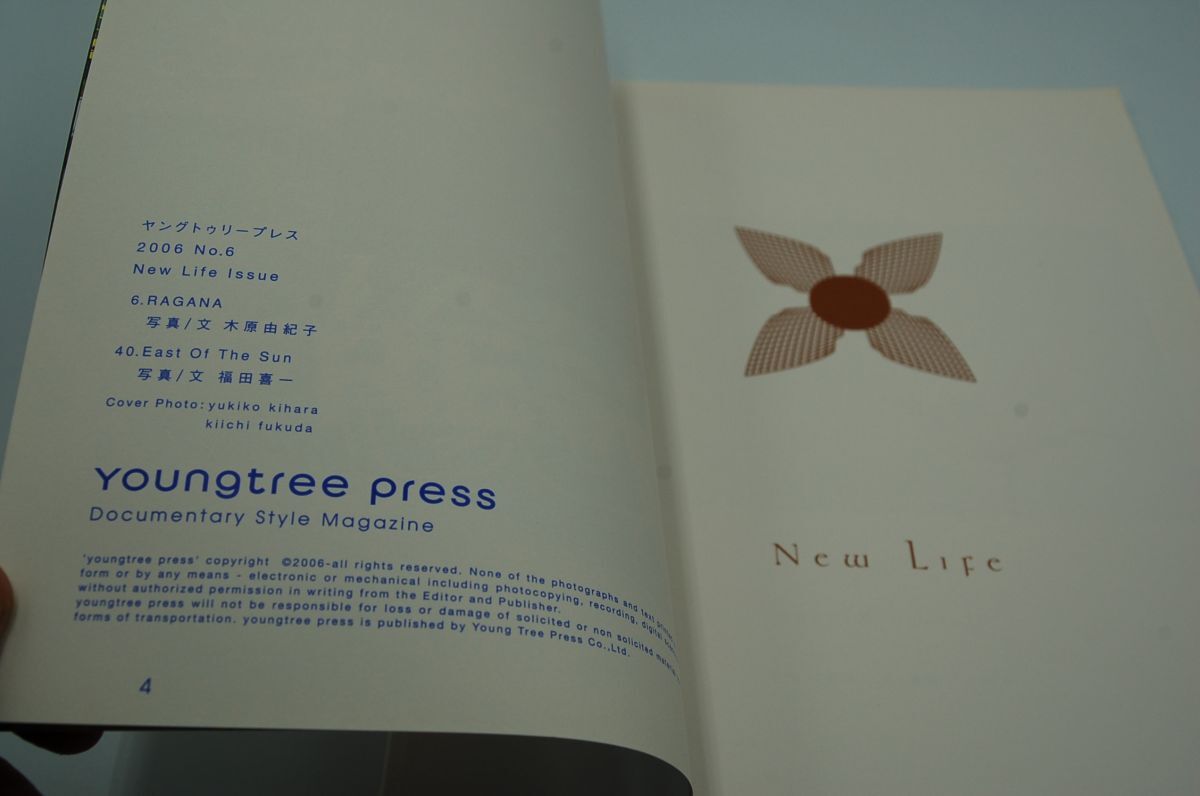 ヤングトゥリープレス
2006 No.6
New Life Issue
6.RAGANA
写真/文 木原由紀子
40.East Of The Sun
写真/文 福田喜一
Cover Photo:yukiko kihara
kiichi fukuda
youngtree press
Documentary Style Magazine
'youngtree press' copyright ©2006-all rights reserved. None of the photographs and text
form or by any means - electronic or mechanical including photocopying, recording, digital
without authorized permission in writing from the Editor and Publisher.
youngtree press will not be responsible for loss or damage of solicited or non solicited
forms of transportation. youngtree press is published by Young Tree Press Co.,Ltd.
4
New Life